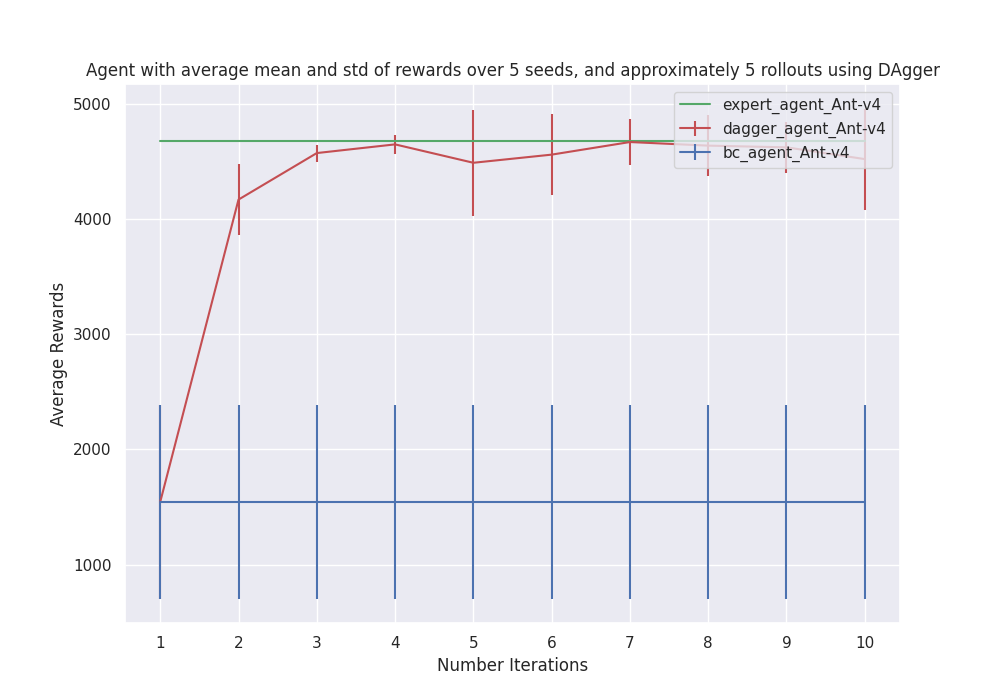 Agent with average mean and std of rewards over 5 seeds, and approximately 5 rollouts using DAgger
expert_agent_Ant-v4
dagger_agent_Ant-v4
bc_agent_Ant-v4
5000
4000
3000
2000
1000
Average Rewards
1 2 3 4 5 6 7 8 9 10
Number Iterations